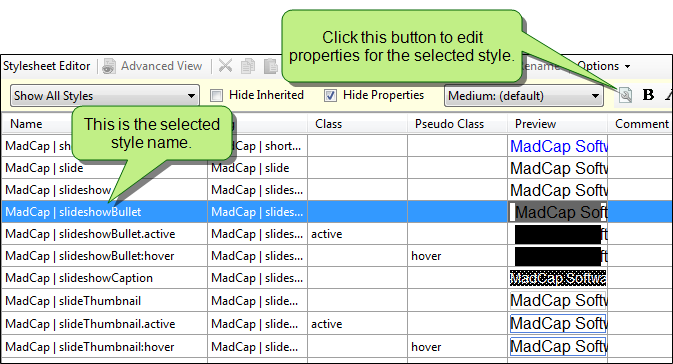 Click this button to edit
properties for the selected style.
Stylesheet Editor Advanced View Rename Options
Show All Styles Hide Inherited Hide Properties Medium: (default) B
Name Class Pseudo Class Preview Comment
This is the selected
style name.
MadCap | sh MadCap | short... MadCap Softw
MadCap | slide MadCap | slide MadCap Softw
MadCap | slideshow MadCap | slides... MadCap Softw
MadCap | slideshowBullet MadCap | slides... MadCap Soft
MadCap | slideshowBullet.active MadCap | slides... active ft
MadCap | slideshowBullet:hover MadCap | slides... hover ft
MadCap | slideshowCaption MadCap | slides... MadCap Softwa
MadCap | slideThumbnail MadCap | slide... MadCap Softw
MadCap | slideThumbnail.active MadCap | slide... active MadCap Softw
MadCap | slideThumbnail:hover MadCap | slide... hover MadCap Softw